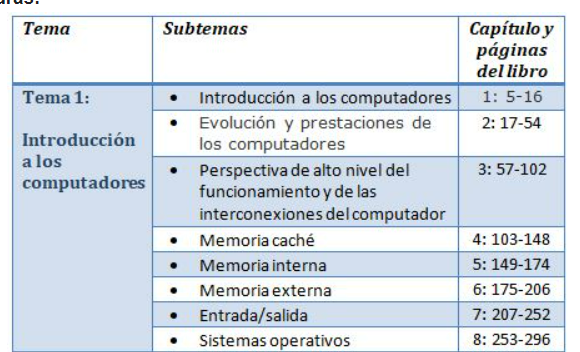 Tema Subtemas Capítulo y
páginas
del libro
Tema 1:
Introducción
a los
computadores
• Introducción a los computadores 1: 5-16
• Evolución y prestaciones de
los computadores
2: 17-54
• Perspectiva de alto nivel del
funcionamiento y de las
interconexiones del computador
3: 57-102
• Memoria caché 4: 103-148
• Memoria interna 5: 149-174
• Memoria externa 6: 175-206
• Entrada/salida 7: 207-252
• Sistemas operativos 8: 253-296